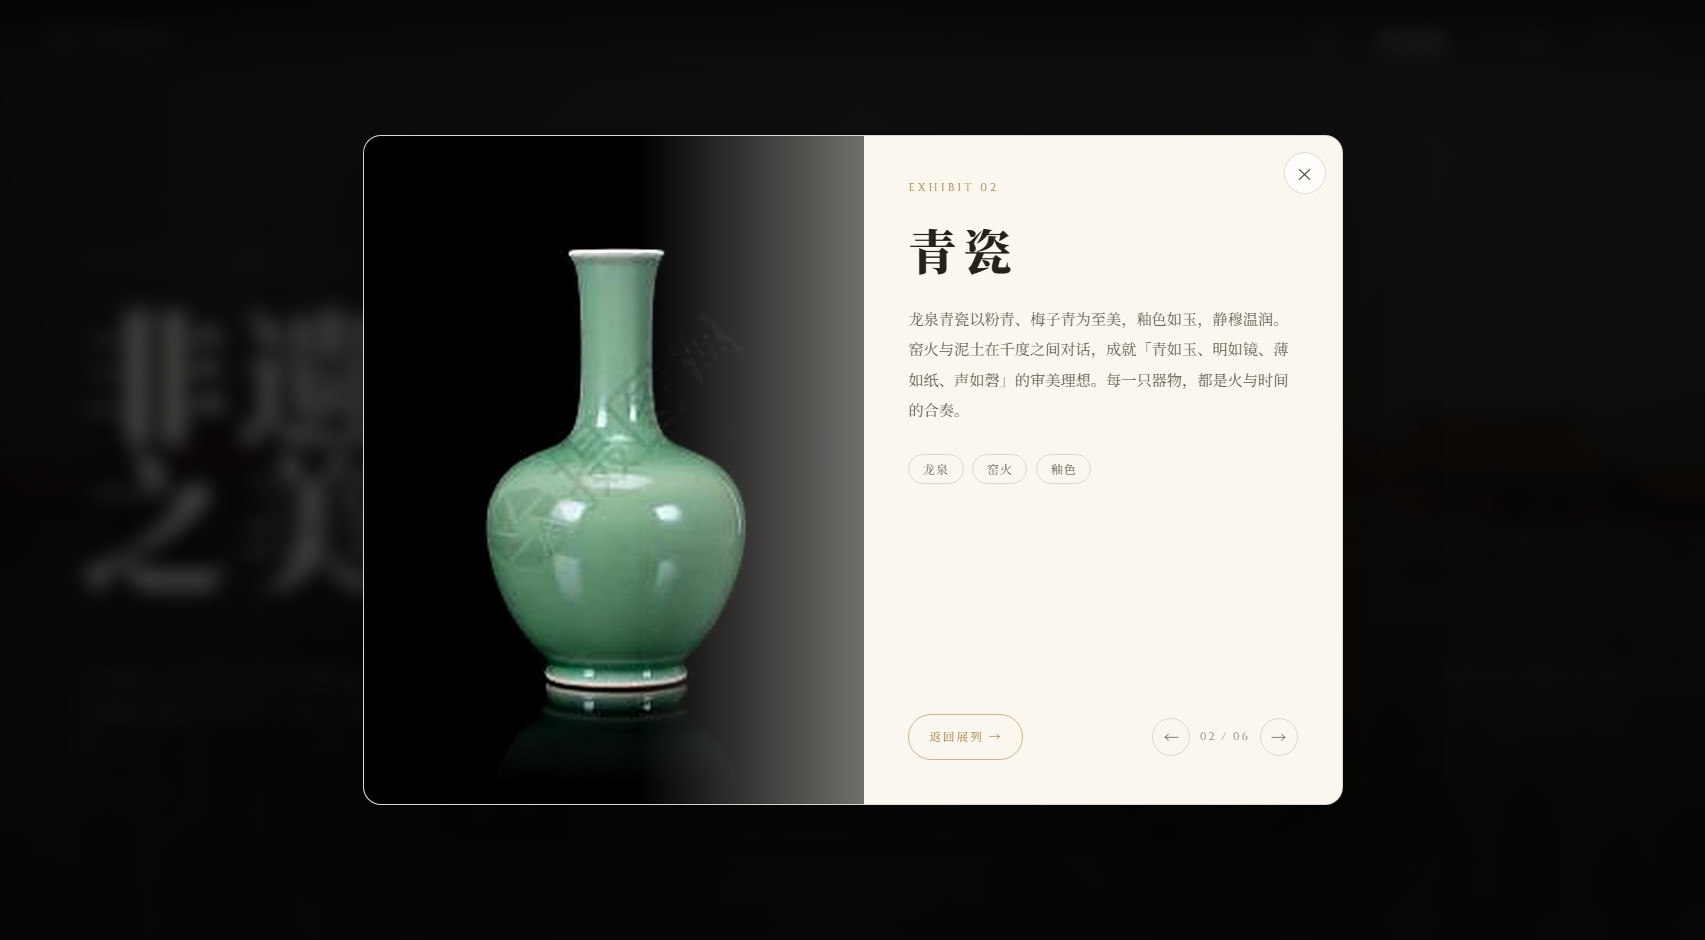 非遗
之美
EXHIBIT 02
青瓷
龙泉青瓷以粉青、梅子青为至美，釉色如玉，静穆温润。
窑火与泥土在千度之间对话，成就「青如玉、明如镜、薄
如纸、声如磬」的审美理想。每一只器物，都是火与时间
的合奏。
龙泉
窑火
釉色
返回展列 →
← 02 / 06 →